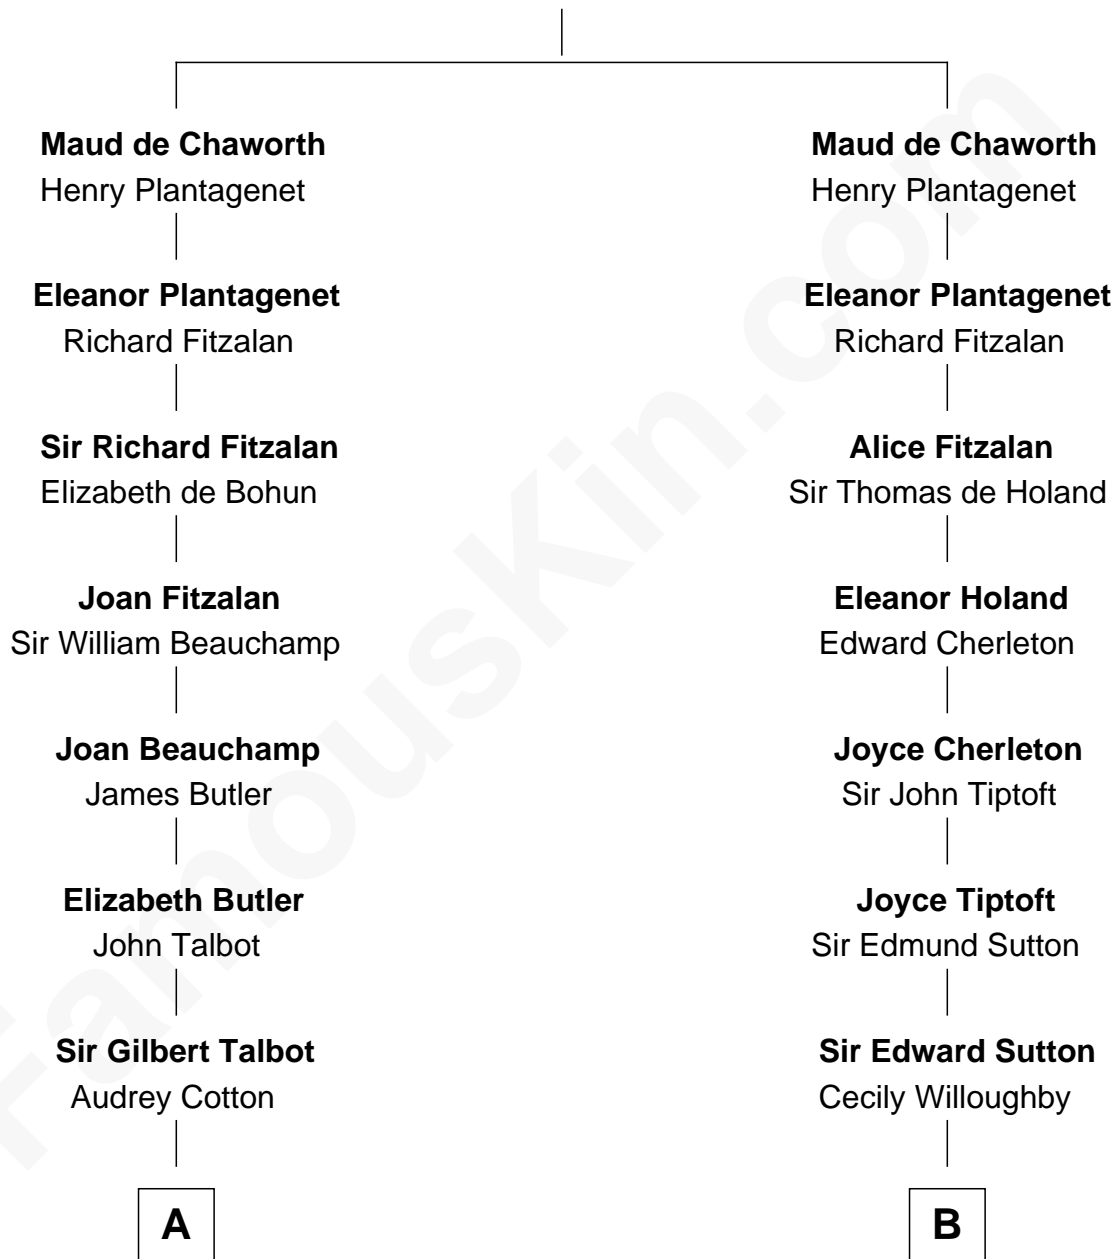 Maud de Chaworth
Henry Plantagenet
Eleanor Plantagenet
Richard Fitzalan
Sir Richard Fitzalan
Elizabeth de Bohun
Joan Fitzalan
Sir William Beauchamp
Joan Beauchamp
James Butler
Elizabeth Butler
John Talbot
Sir Gilbert Talbot
Audrey Cotton
A
Maud de Chaworth
Henry Plantagenet
Eleanor Plantagenet
Richard Fitzalan
Alice Fitzalan
Sir Thomas de Holand
Eleanor Holand
Edward Cherleton
Joyce Cherleton
Sir John Tiptoft
Joyce Tiptoft
Sir Edmund Sutton
Sir Edward Sutton
Cecily Willoughby
B
FamousKin.com